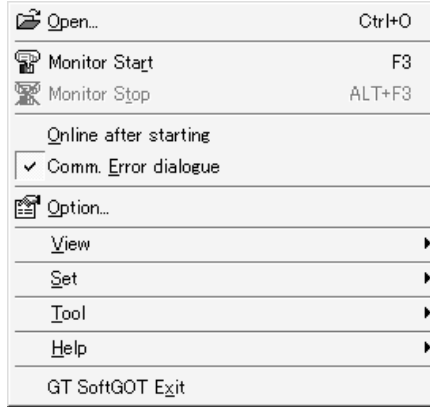 Open... Ctrl+O
Monitor Start F3
Monitor Stop ALT+F3
Online after starting
Comm. Error dialogue
Option...
View
Set
Tool
Help
GT SoftGOT Exit